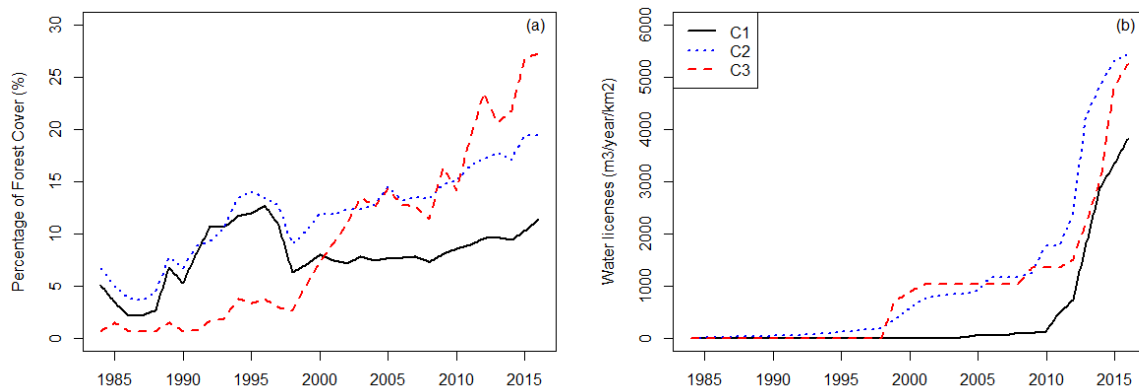 (a)
Percentage of Forest Cover (%)
30
25
20
15
10
5
0
1985 1990 1995 2000 2005 2010 2015
(b)
C1
C2
C3
Water licenses (m3/year/km2)
6000
5000
4000
3000
2000
1000
0
1985 1990 1995 2000 2005 2010 2015